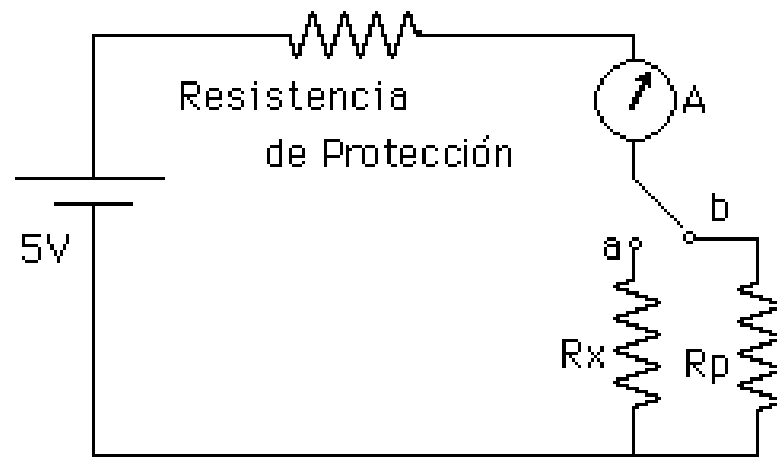 Resistencia
de Protección
A
b
5V
a
Rx
Rp